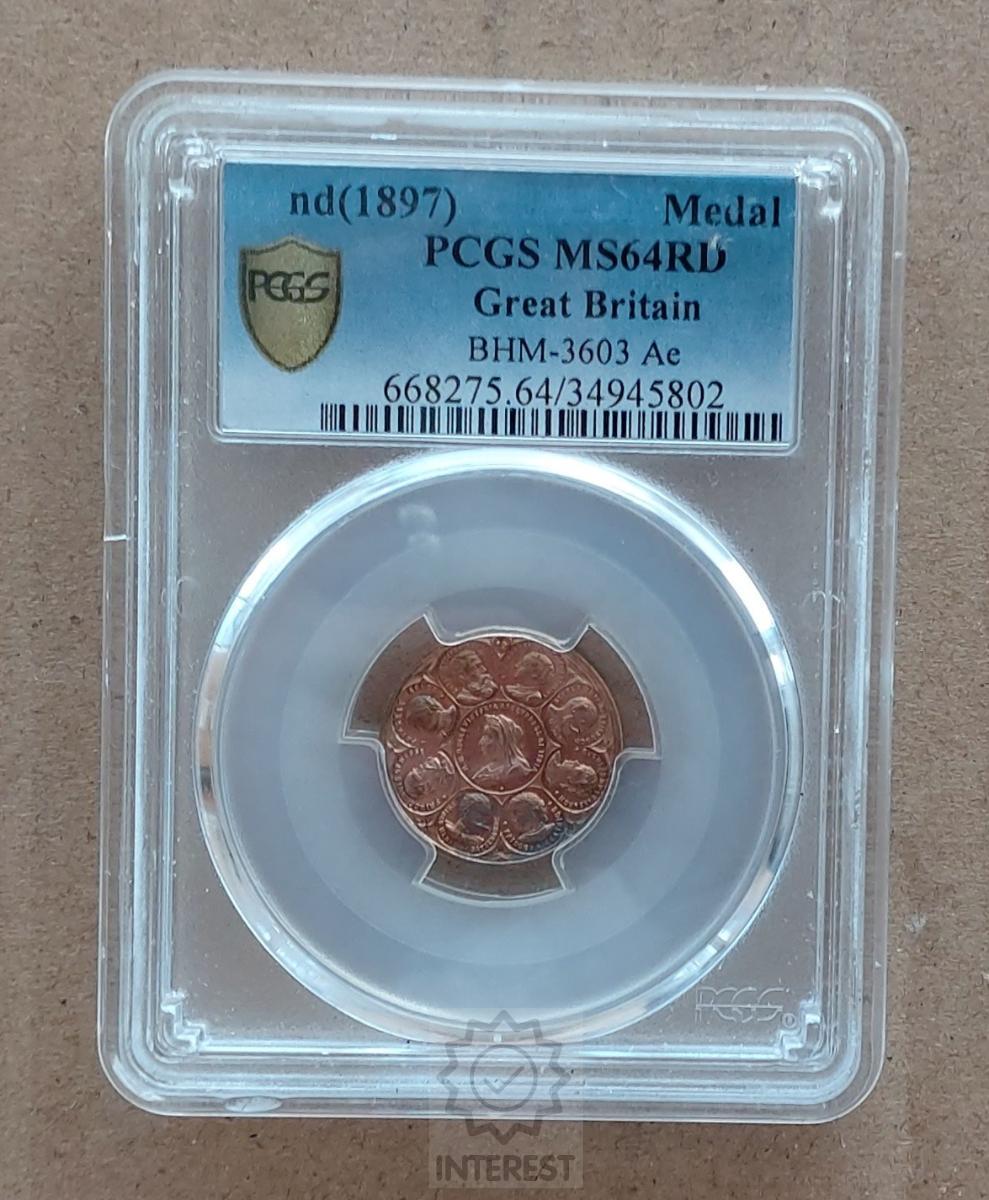 nd(1897) Medal
PCGS MS64RD
PCGS
Great Britain
BHM-3603 Ae
668275.64/34945802
PCGS
INTEREST